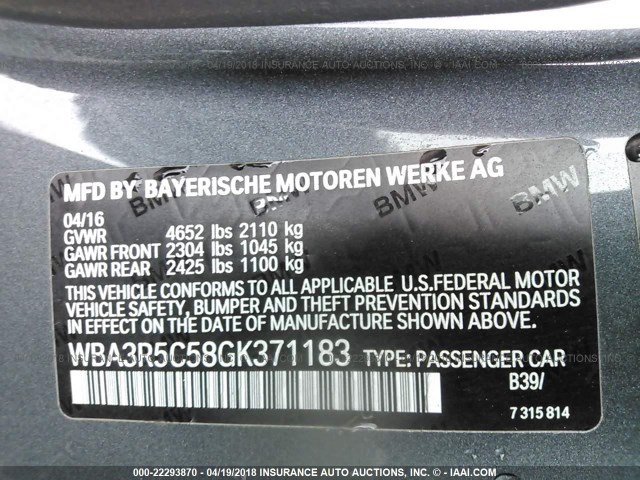 MFD BY BAYERISCHE MOTOREN WERKE AG
BMW
04/16
GVWR 4652 lbs 2110 kg
GAWR FRONT 2304 lbs 1045 kg
GAWR REAR 2425 lbs 1100 kg
THIS VEHICLE CONFORMS TO ALL APPLICABLE U.S.FEDERAL MOTOR
VEHICLE SAFETY, BUMPER AND THEFT PREVENTION STANDARDS
IN EFFECT ON THE DATE OF MANUFACTURE SHOWN ABOVE.
WBA3R5C58GK371183 TYPE: PASSENGER CAR
B39/
7 315 814
000-22293870 - 04/19/2018 INSURANCE AUTO AUCTIONS, INC. - © IAAI.COM